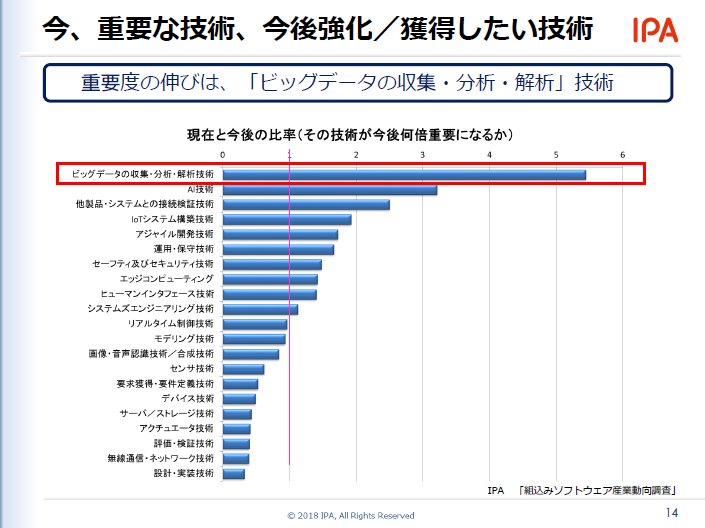 今、重要な技術、今後強化／獲得したい技術
IPA
重要度の伸びは、「ビッグデータの収集・分析・解析」技術
現在と今後の比率（その技術が今後何倍重要になるか）
0 1 2 3 4 5 6
ビッグデータの収集・分析・解析技術
AI技術
他製品・システムとの接続検証技術
IoTシステム構築技術
アジャイル開発技術
運用・保守技術
セーフティ及びセキュリティ技術
エッジコンピューティング
ヒューマンインタフェース技術
システムズエンジニアリング技術
リアルタイム制御技術
モデリング技術
画像・音声認識技術／合成技術
センサ技術
要求獲得・要件定義技術
デバイス技術
サーバ／ストレージ技術
アクチュエータ技術
評価・検証技術
無線通信・ネットワーク技術
設計・実装技術
IPA 「組込みソフトウエア産業動向調査」
© 2018 IPA, All Rights Reserved
14